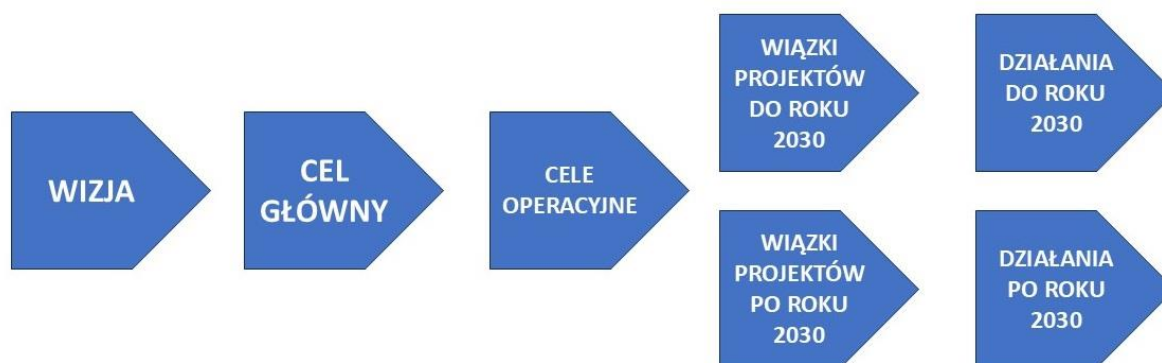 WIZJA
CEL
GŁÓWNY
CELE
OPERACYJNE
WIĄZKI
PROJEKTÓW
DO ROKU
2030
DZIAŁANIA
DO ROKU
2030
WIĄZKI
PROJEKTÓW
PO ROKU
2030
DZIAŁANIA
PO ROKU
2030